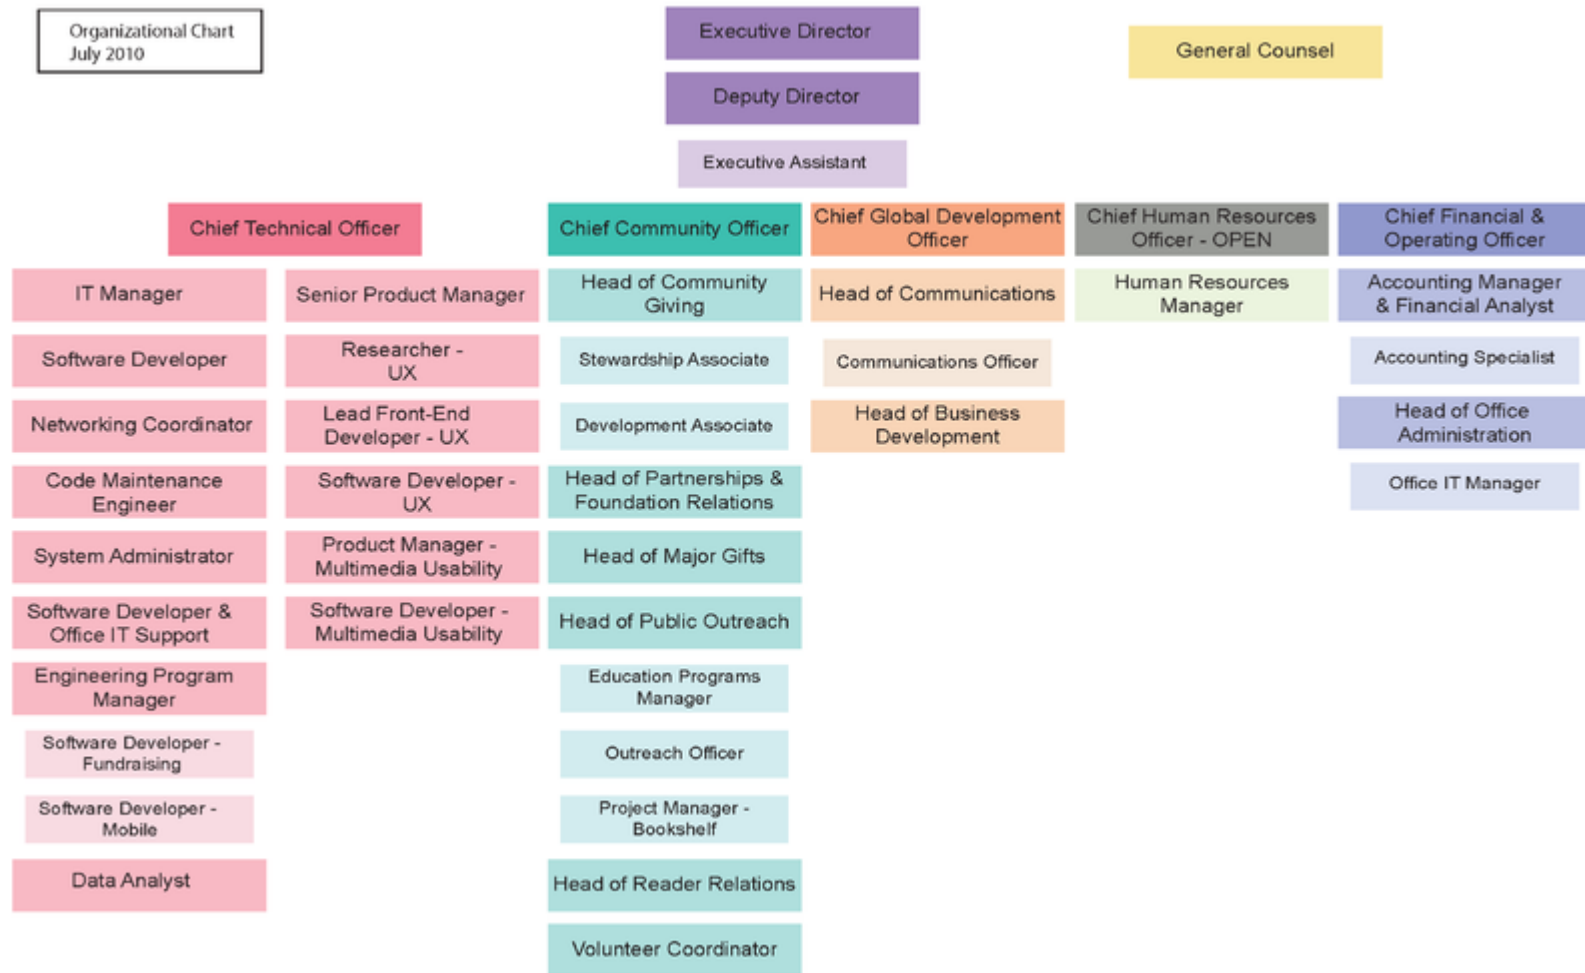 Organizational Chart
July 2010
Executive Director
General Counsel
Deputy Director
Executive Assistant
Chief Technical Officer
IT Manager
Software Developer
Networking Coordinator
Code Maintenance
Engineer
System Administrator
Software Developer &
Office IT Support
Engineering Program
Manager
Software Developer -
Fundraising
Software Developer -
Mobile
Data Analyst
Senior Product Manager
Researcher -
UX
Lead Front-End
Developer - UX
Software Developer -
UX
Product Manager -
Multimedia Usability
Software Developer -
Multimedia Usability
Chief Community Officer
Head of Community
Giving
Stewardship Associate
Development Associate
Head of Partnerships &
Foundation Relations
Head of Major Gifts
Head of Public Outreach
Education Programs
Manager
Outreach Officer
Project Manager -
Bookshelf
Head of Reader Relations
Volunteer Coordinator
Chief Global Development
Officer
Head of Communications
Communications Officer
Head of Business
Development
Chief Human Resources
Officer - OPEN
Human Resources
Manager
Chief Financial &
Operating Officer
Accounting Manager
& Financial Analyst
Accounting Specialist
Head of Office
Administration
Office IT Manager